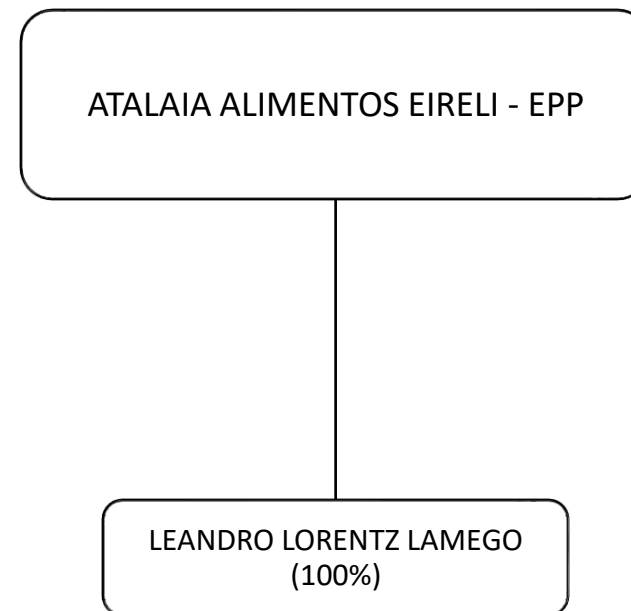 ATALAIA ALIMENTOS EIRELI - EPP
LEANDRO LORENTZ LAMEGO
(100%)